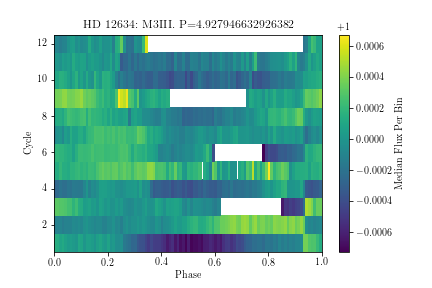 HD 12634: M3III. P=4.927946632926382
+1
12
10
8
6
4
2
Cycle
0.0 0.2 0.4 0.6 0.8 1.0
Phase
0.0006
0.0004
0.0002
0.0000
−0.0002
−0.0004
−0.0006
Median Flux Per Bin